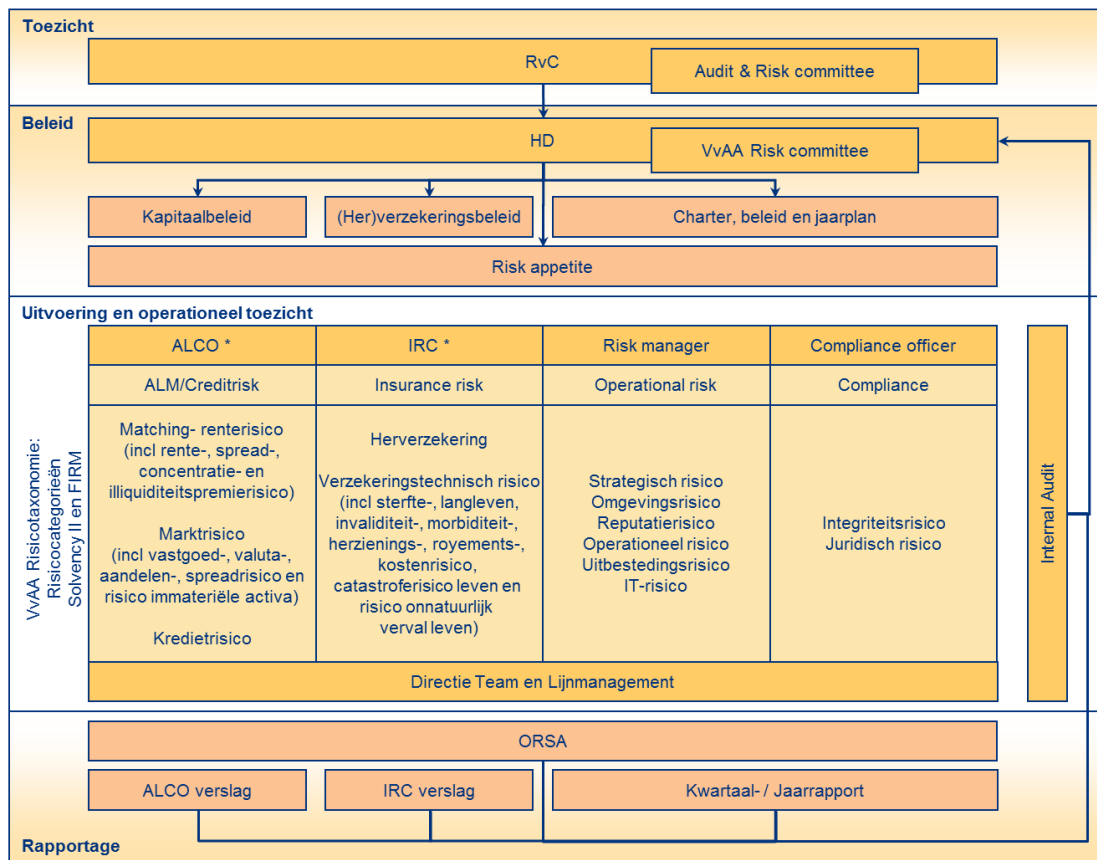 Toezicht
RvC
Audit & Risk committee
Beleid
HD
VvAA Risk committee
Kapitaalbeleid
(Her)verzekeringsbeleid
Charter, beleid en jaarplan
Risk appetite
Uitvoering en operationeel toezicht
VvAA Risicotaxonomie:
Risicocategorieën
Solvency II en FIRM
ALCO *
IRC *
Risk manager
Compliance officer
ALM/Creditrisk
Insurance risk
Operational risk
Compliance
Matching- renterisico
(incl rente-, spread-,
concentratie- en
illiquiditeitspremierisico)
Marktrisico
(incl vastgoed-, valuta-,
aandelen-, spreadrisico en
risico immateriële activa)
Kredietrisico
Herverzekering
Verzekeringstechnisch risico
(incl sterfte-, langleven,
invaliditeit-, morbiditeit-,
herzienings-, royements-,
kostenrisico,
catastroferisico leven en
risico onnatuurlijk
verval leven)
Strategisch risico
Omgevingsrisico
Reputatierisico
Operationeel risico
Uitbestedingsrisico
IT-risico
Integriteitsrisico
Juridisch risico
Internal Audit
Directie Team en Lijnmanagement
ORSA
ALCO verslag
IRC verslag
Kwartaal- / Jaarrapport
Rapportage